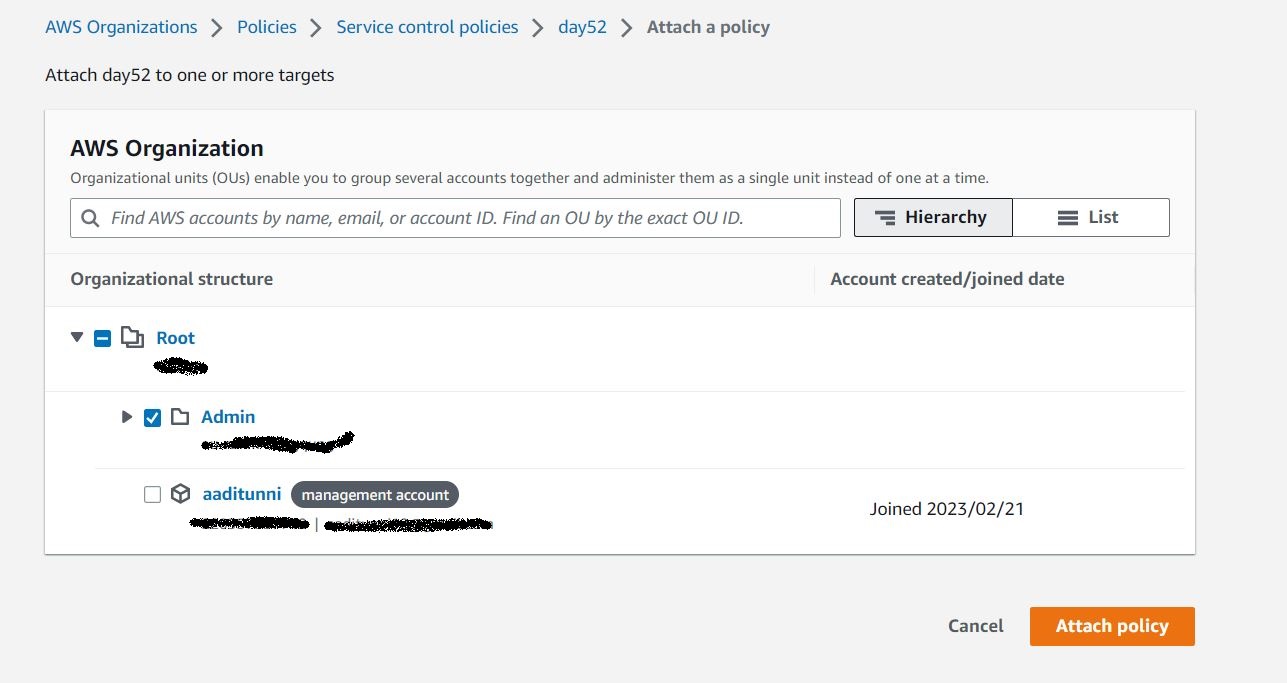 AWS Organizations > Policies > Service control policies > day52 > Attach a policy
Attach day52 to one or more targets
AWS Organization
Organizational units (OUs) enable you to group several accounts together and administer them as a single unit instead of one at a time.
Find AWS accounts by name, email, or account ID. Find an OU by the exact OU ID.
Hierarchy
List
Organizational structure
Account created/joined date
Root
Admin
aaditunni management account
|
Joined 2023/02/21
Cancel
Attach policy